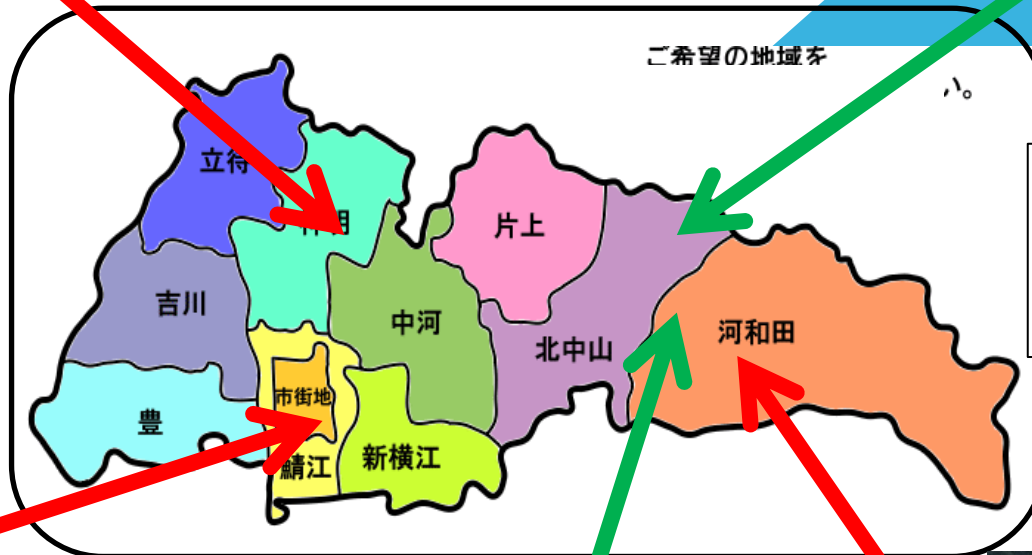 ご希望の地域を
い。
立待
片上
吉川
中河
河和田
北中山
市街地
豊
新横江
鯖江